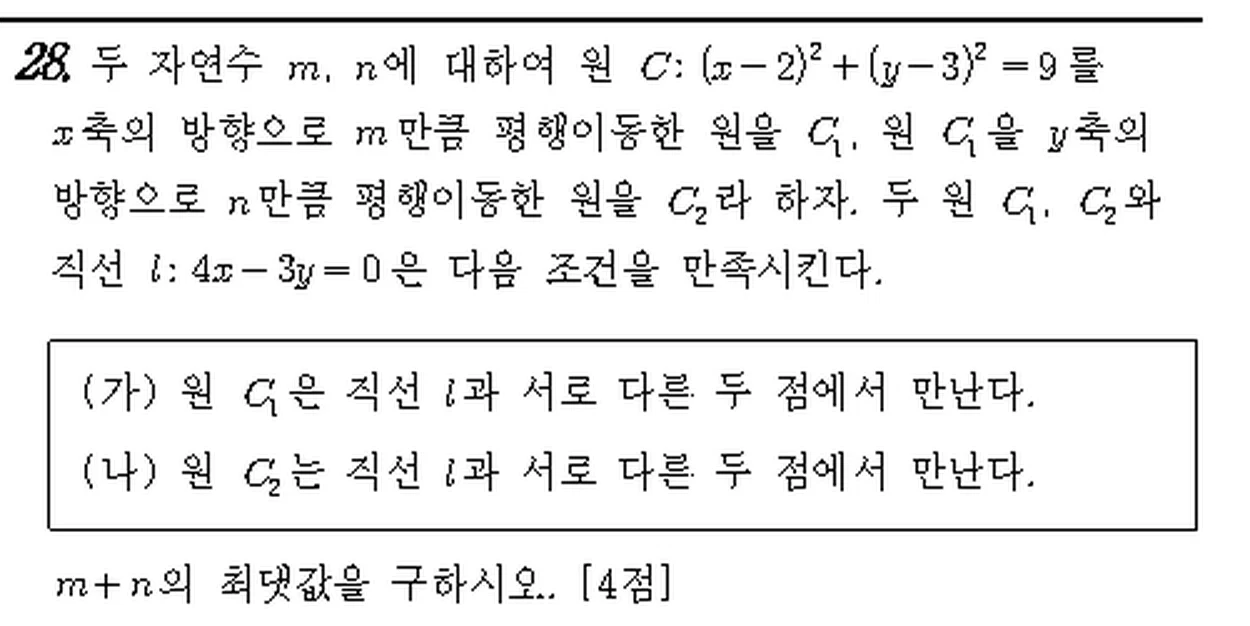 28. 두 자연수 m, n에 대하여 원 C: (x-2)²+(y-3)²=9를
x축의 방향으로 m만큼 평행이동한 원을 C₁, 원 C₁을 y축의
방향으로 n만큼 평행이동한 원을 C₂라 하자. 두 원 C₁, C₂와
직선 l: 4x-3y=0은 다음 조건을 만족시킨다.
(가) 원 C₁은 직선 l과 서로 다른 두 점에서 만난다.
(나) 원 C₂는 직선 l과 서로 다른 두 점에서 만난다.
m+n의 최댓값을 구하시오. [4점]